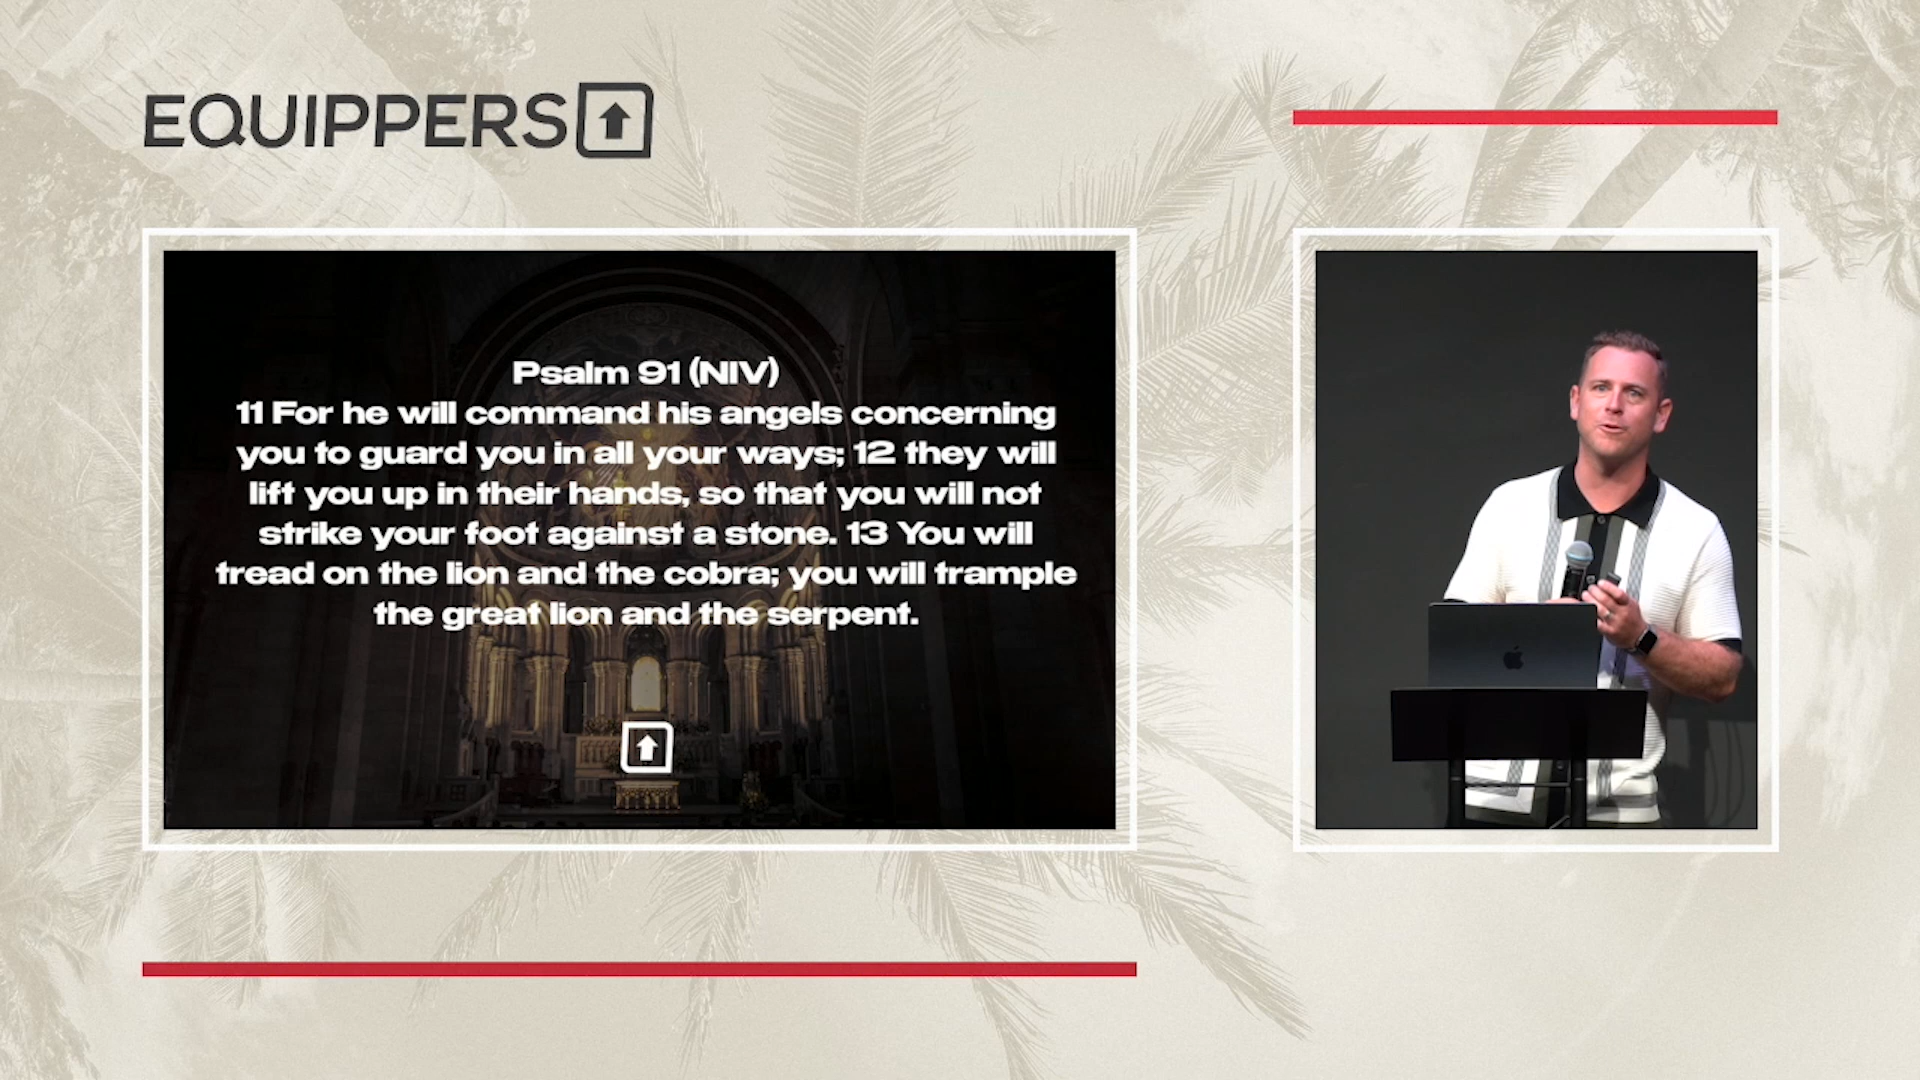 EQUIPPERS
Psalm 91 (NIV)
11 For he will command his angels concerning
you to guard you in all your ways; 12 they will
lift you up in their hands, so that you will not
strike your foot against a stone. 13 You will
tread on the lion and the cobra; you will trample
the great lion and the serpent.